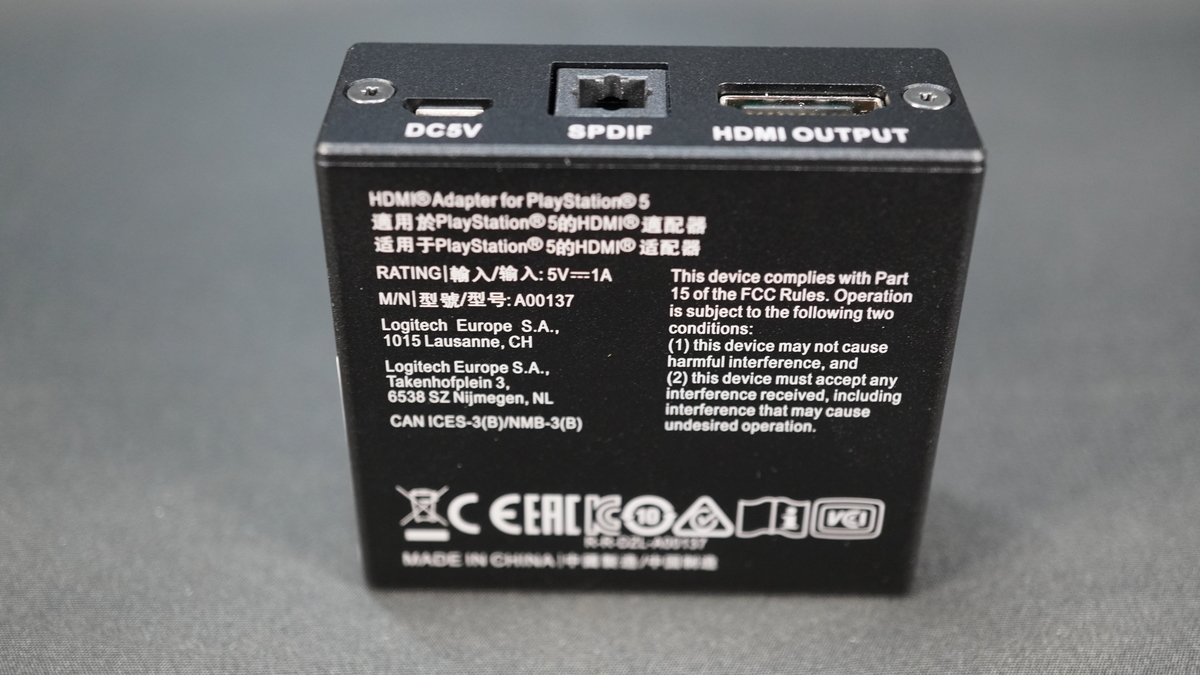 DC5V
SPDIF
HDMI OUTPUT
HDMI® Adapter for PlayStation® 5
適用於PlayStation® 5的HDMI® 適配器
适用于PlayStation® 5的HDMI® 适配器
RATING|輸入/输入: 5V⎓1A
M/N|型號/型号: A00137
Logitech Europe S.A.,
1015 Lausanne, CH
Logitech Europe S.A.,
Takenhofplein 3,
6538 SZ Nijmegen, NL
CAN ICES-3(B)/NMB-3(B)
This device complies with Part
15 of the FCC Rules. Operation
is subject to the following two
conditions:
(1) this device may not cause
harmful interference, and
(2) this device must accept any
interference received, including
interference that may cause
undesired operation.
CE EAC KC 10 VCI
R-R-DZL-A00137
MADE IN CHINA|中國製造/中国制造